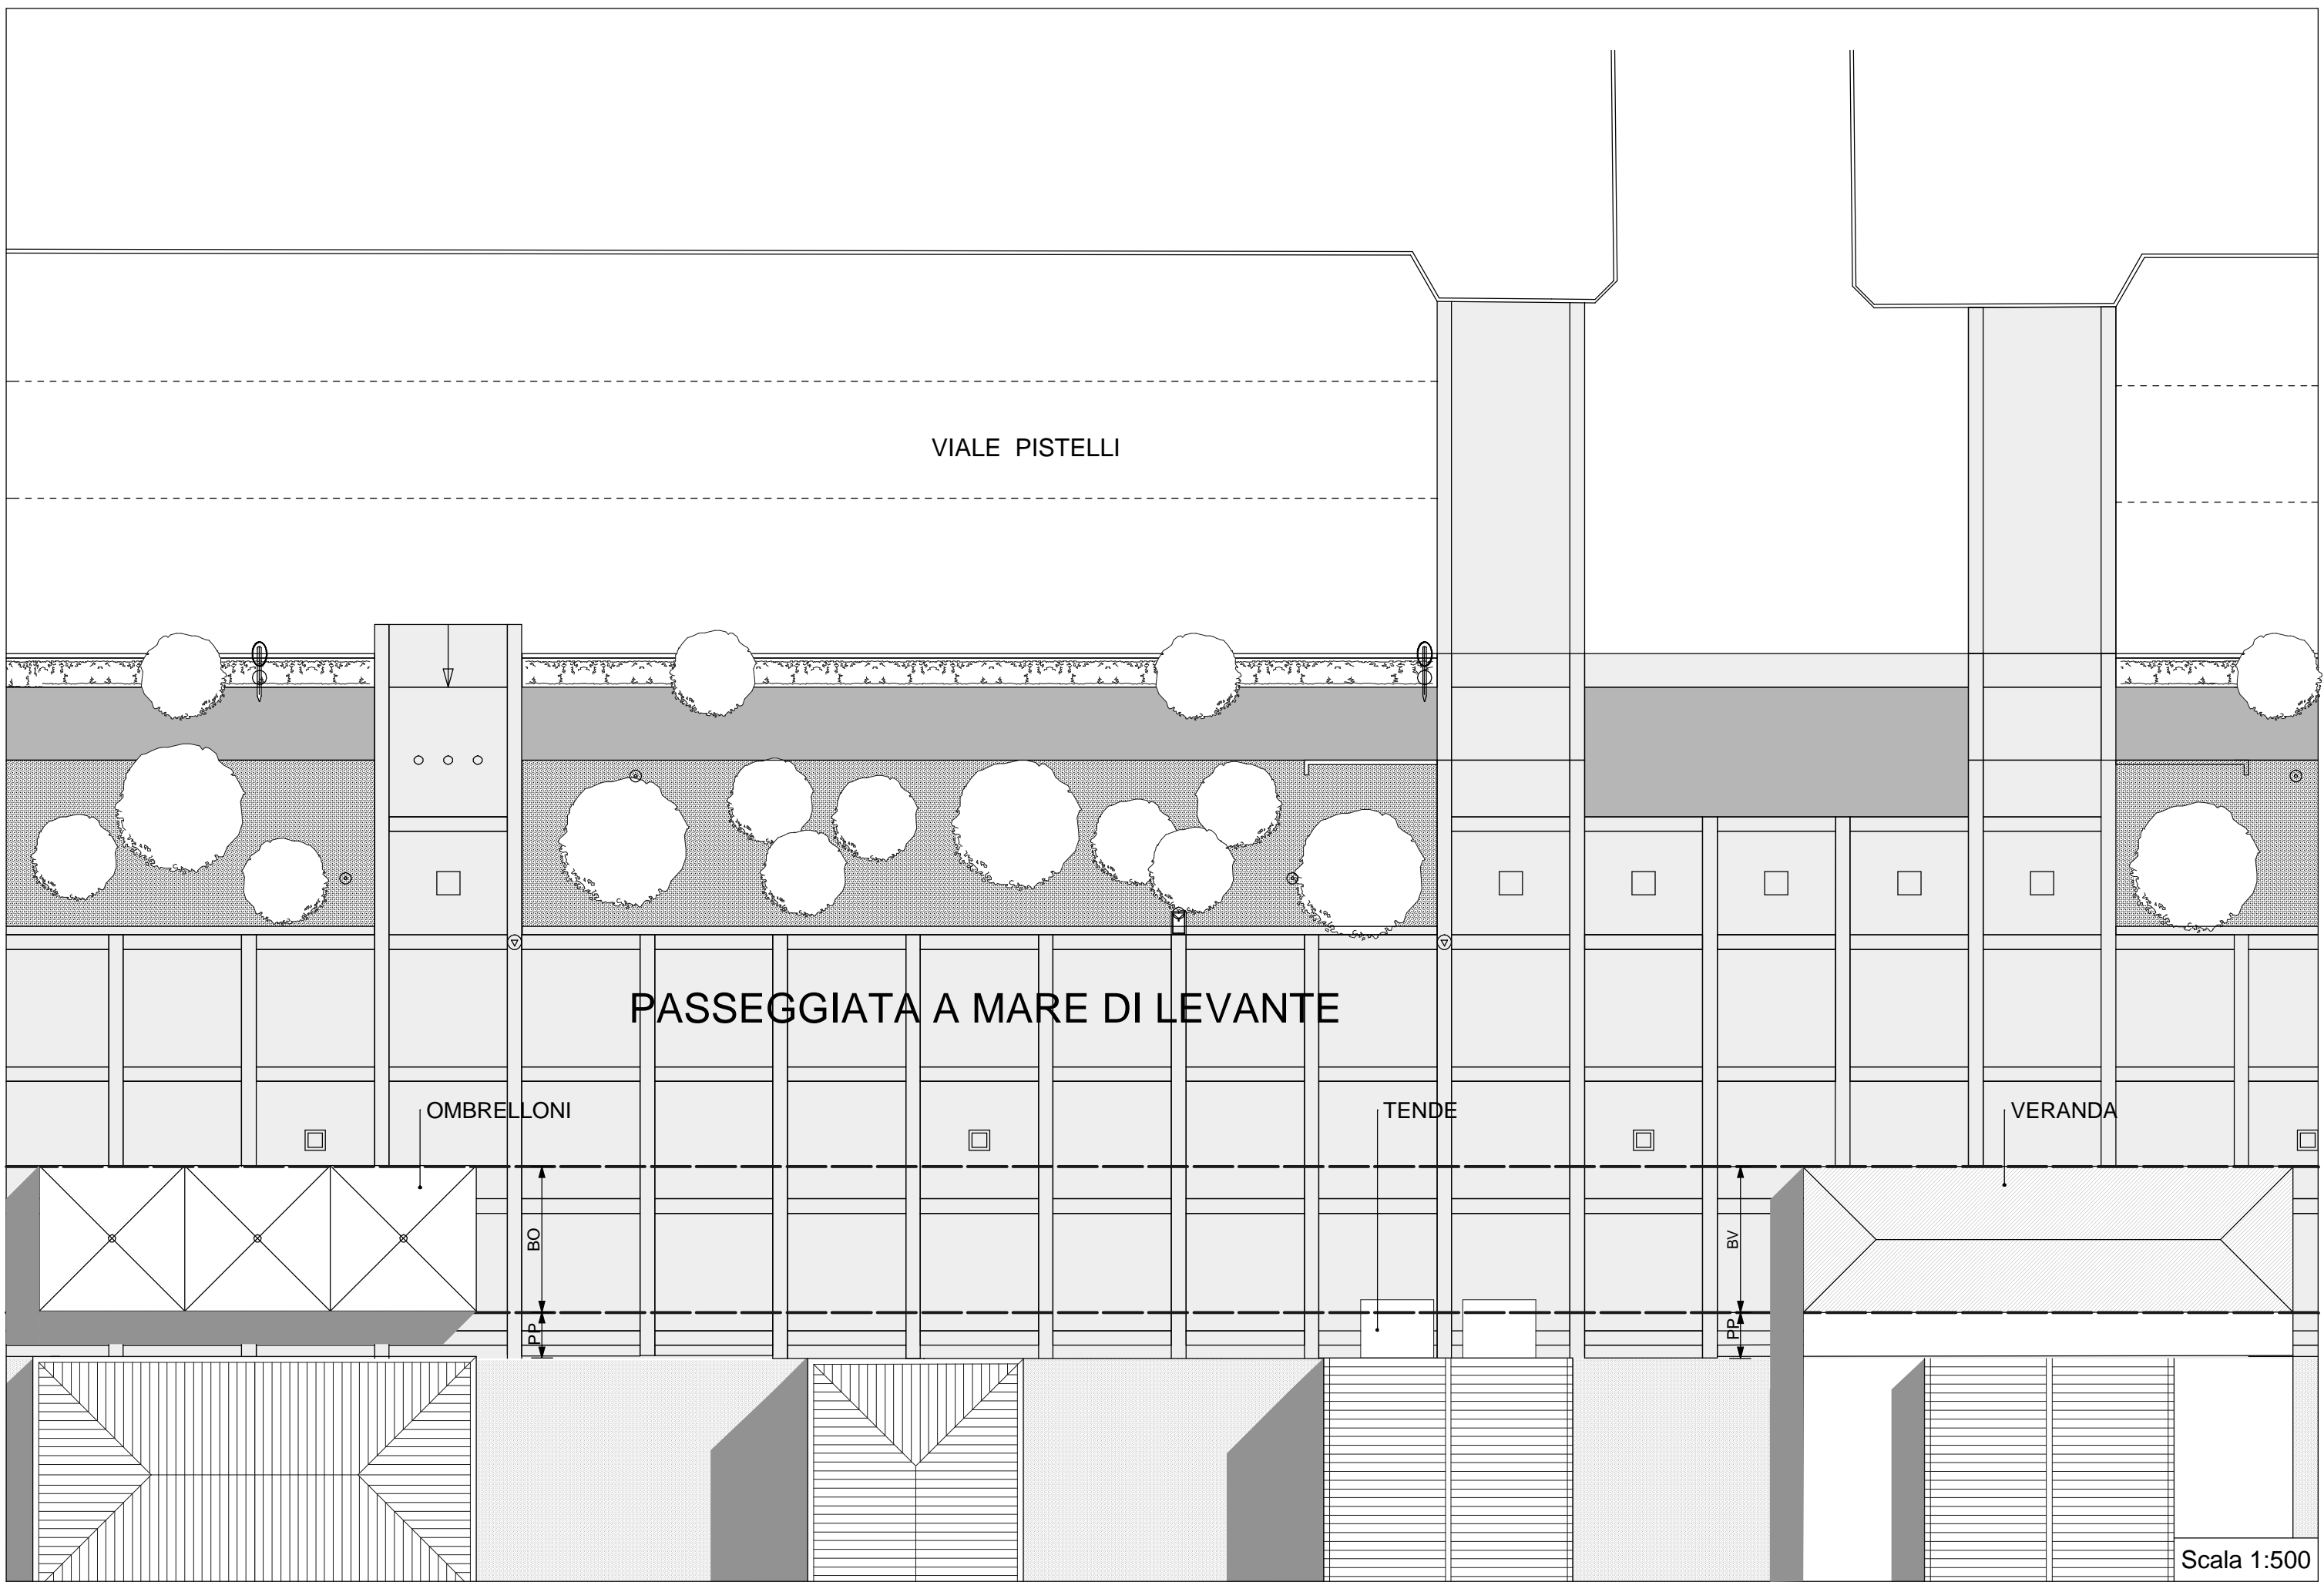 VIALE PISTELLI
PASSEGGIATA A MARE DI LEVANTE
OMBRELLONI
TENDE
VERANDA
BO
BV
PP
PP
Scala 1:500